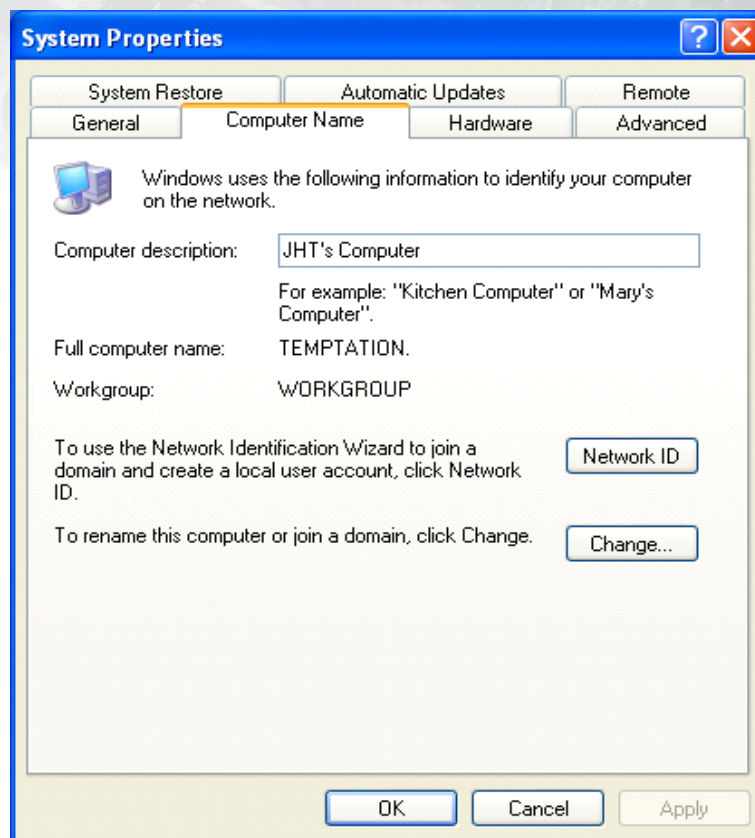 System Properties
System Restore
Automatic Updates
Remote
General
Computer Name
Hardware
Advanced
Windows uses the following information to identify your computer
on the network.
Computer description:
JHT's Computer
For example: "Kitchen Computer" or "Mary's
Computer".
Full computer name:
TEMPTATION.
Workgroup:
WORKGROUP
To use the Network Identification Wizard to join a
domain and create a local user account, click Network
ID.
Network ID
To rename this computer or join a domain, click Change.
Change...
OK
Cancel
Apply